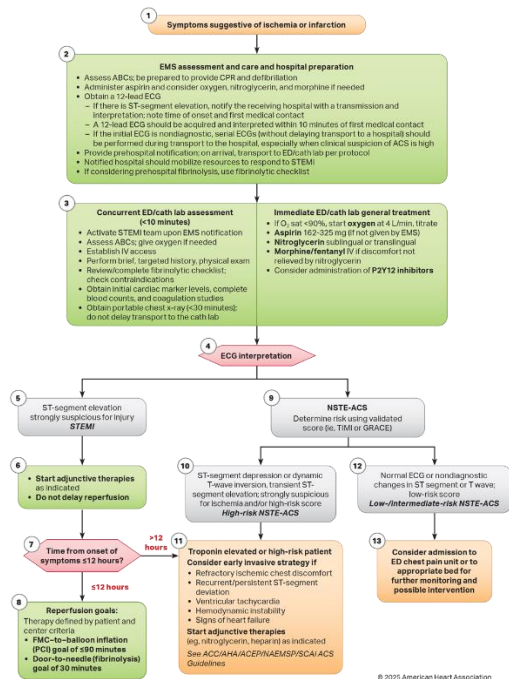 1
Symptoms suggestive of ischemia or infarction
2
EMS assessment and care and hospital preparation
• Assess ABCs; be prepared to provide CPR and defibrillation
• Administer aspirin and consider oxygen, nitroglycerin, and morphine if needed
• Obtain a 12-lead ECG
– If there is ST-segment elevation, notify the receiving hospital with a transmission and
interpretation; note time of onset and first medical contact
– A 12-lead ECG should be acquired and interpreted within 10 minutes of first medical contact
– If the initial ECG is nondiagnostic, serial ECGs (without delaying transport to a hospital) should
be performed during transport to the hospital, especially when clinical suspicion of ACS is high
• Provide prehospital notification; on arrival, transport to ED/cath lab per protocol
• Notified hospital should mobilize resources to respond to STEMI
• If considering prehospital fibrinolysis, use fibrinolytic checklist
3
Concurrent ED/cath lab assessment
(<10 minutes)
• Activate STEMI team upon EMS notification
• Assess ABCs; give oxygen if needed
• Establish IV access
• Perform brief, targeted history, physical exam
• Review/complete fibrinolytic checklist;
check contraindications
• Obtain initial cardiac marker levels, complete
blood counts, and coagulation studies
• Obtain portable chest x-ray (<30 minutes);
do not delay transport to the cath lab
Immediate ED/cath lab general treatment
• If O₂ sat <90%, start oxygen at 4 L/min, titrate
• Aspirin 162-325 mg (if not given by EMS)
• Nitroglycerin sublingual or translingual
• Morphine/fentanyl IV if discomfort not
relieved by nitroglycerin
• Consider administration of P2Y12 inhibitors
4
ECG interpretation
5
ST-segment elevation
strongly suspicious for injury
STEMI
9
NSTE-ACS
Determine risk using validated
score (ie, TIMI or GRACE)
6
• Start adjunctive therapies
as indicated
• Do not delay reperfusion
10
ST-segment depression or dynamic
T-wave inversion, transient ST-
segment elevation; strongly suspicious
for ischemia and/or high-risk score
High-risk NSTE-ACS
12
Normal ECG or nondiagnostic
changes in ST segment or T wave;
low-risk score
Low-/intermediate-risk NSTE-ACS
7
Time from onset of
symptoms ≤12 hours?
>12
hours
≤12 hours
11
Troponin elevated or high-risk patient
Consider early invasive strategy if
• Refractory ischemic chest discomfort
• Recurrent/persistent ST-segment
deviation
• Ventricular tachycardia
• Hemodynamic instability
• Signs of heart failure
Start adjunctive therapies
(eg, nitroglycerin, heparin) as indicated
See ACC/AHA/ACEP/NAEMSP/SCAI ACS
Guidelines
13
Consider admission to
ED chest pain unit or to
appropriate bed for
further monitoring and
possible intervention
8
Reperfusion goals:
Therapy defined by patient and
center criteria
• FMC–to–balloon inflation
(PCI) goal of ≤90 minutes
• Door-to-needle (fibrinolysis)
goal of 30 minutes
© 2025 American Heart Association